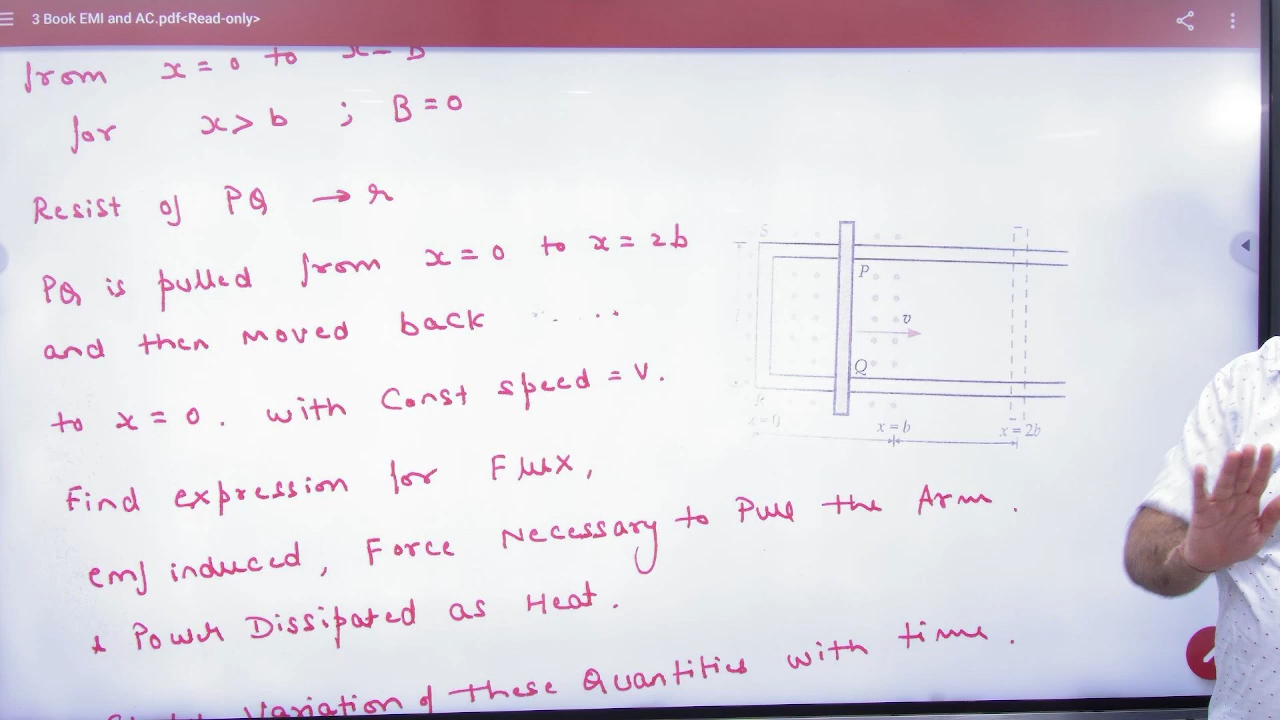 3 Book EMI and AC.pdf<Read-only>
from x = 0 to x = b
for x > b ; B = 0
Resist of PQ → r
PQ is pulled from x = 0 to x = 2b
and then moved back ....
to x = 0. with Const speed = v.
Find expression for Flux,
emf induced, Force Necessary to Pull the Arm.
& Power Dissipated as Heat.
Variation of these Quantities with time.
S
P
v
Q
R
x = 0
x = b
x = 2b